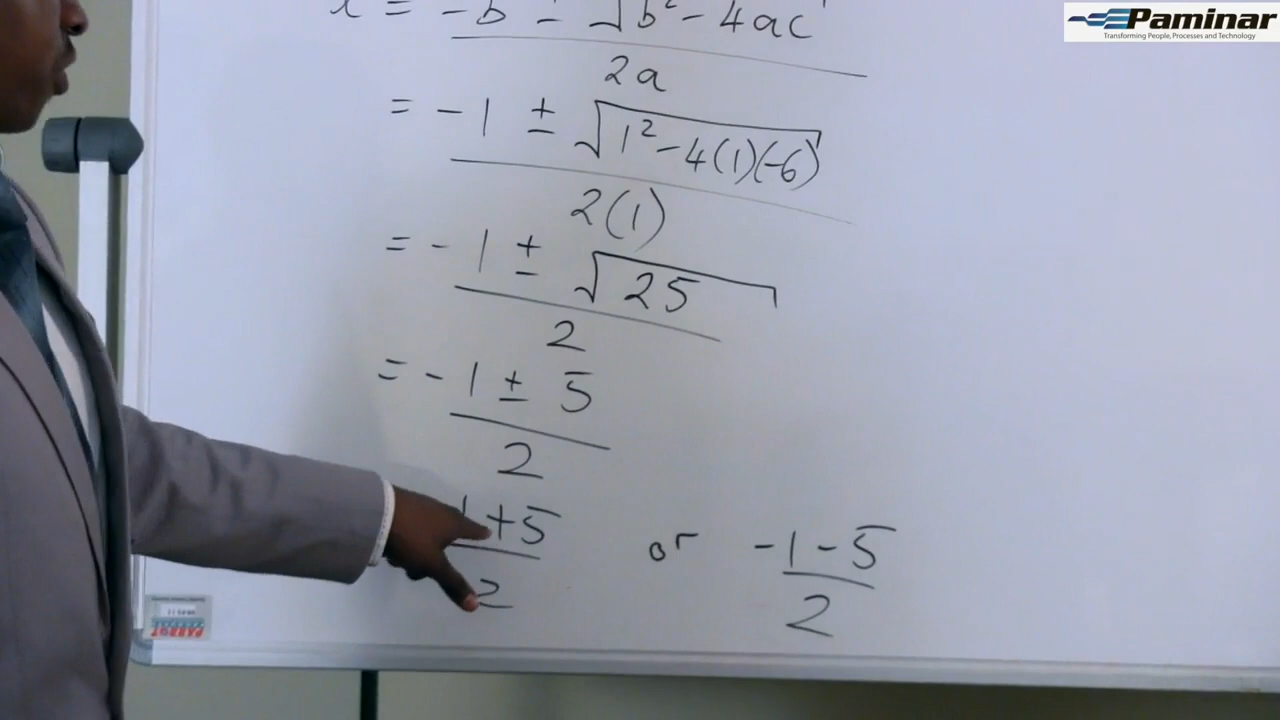 Paminar
Transforming People, Processes and Technology
x = -b ± √b² - 4ac
2a
= -1 ± √1² - 4(1)(-6)
2(1)
= -1 ± √25
2
= -1 ± 5
2
1 + 5 or -1 - 5
2 2
PARROT